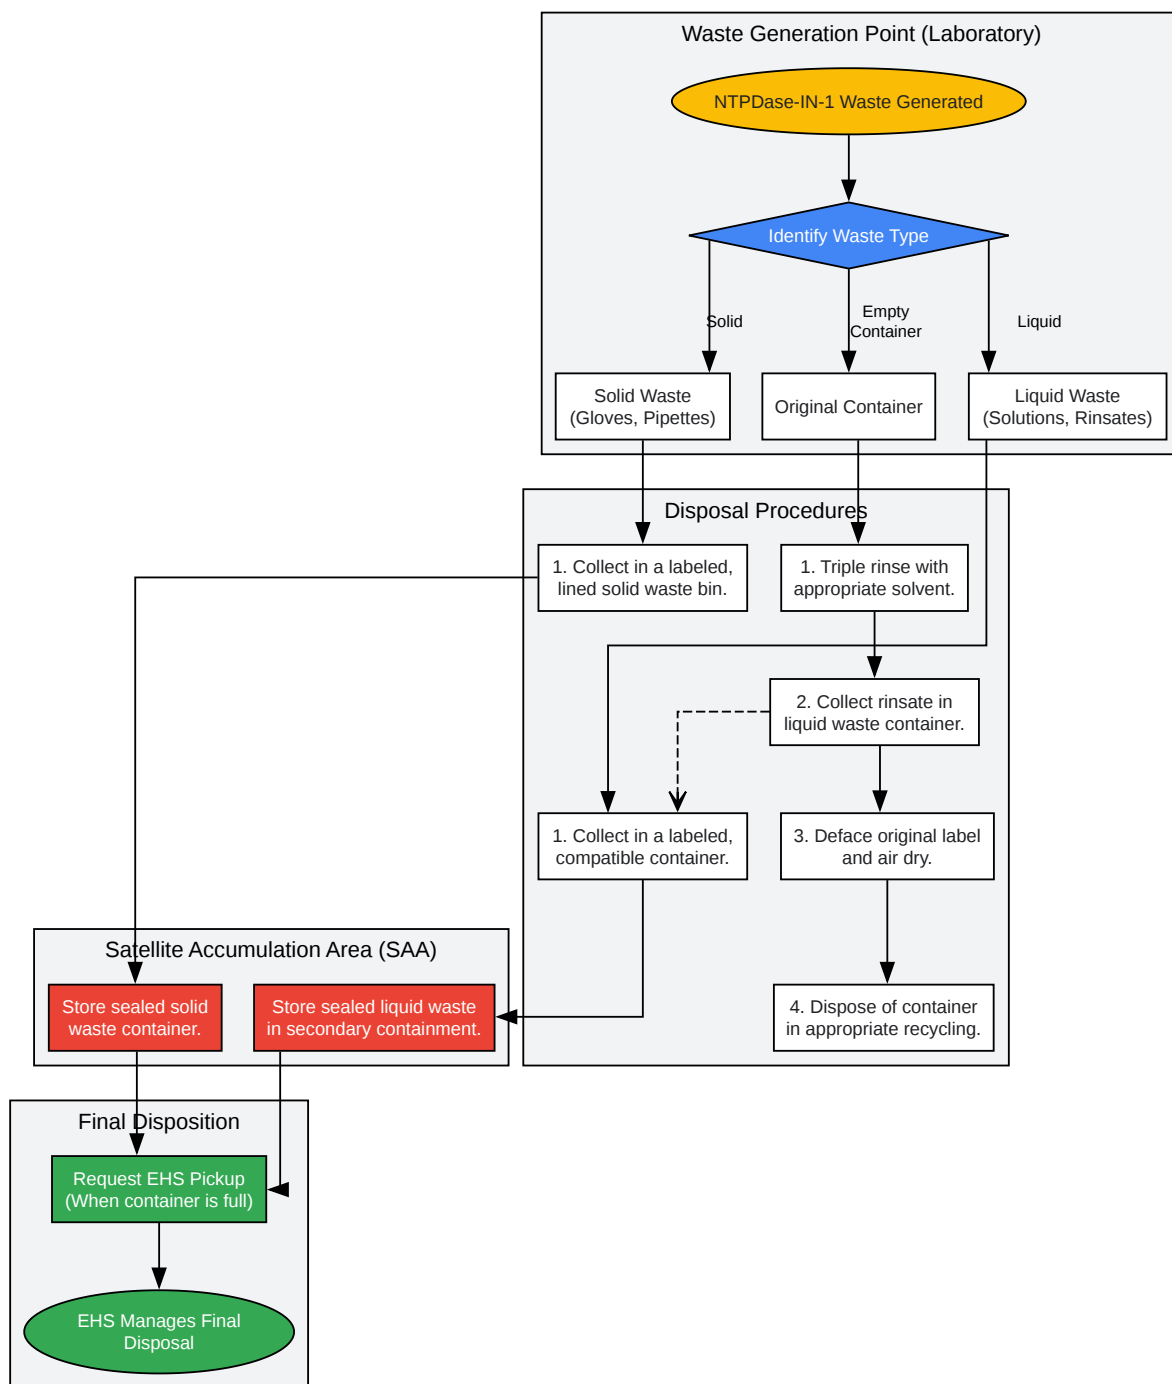 Waste Generation Point (Laboratory)
NTPDase-IN-1 Waste Generated
Identify Waste Type
Solid
Empty
Container
Liquid
Solid Waste
(Gloves, Pipettes)
Original Container
Liquid Waste
(Solutions, Rinsates)
Disposal Procedures
1. Collect in a labeled,
lined solid waste bin.
1. Triple rinse with
appropriate solvent.
2. Collect rinsate in
liquid waste container.
1. Collect in a labeled,
compatible container.
3. Deface original label
and air dry.
4. Dispose of container
in appropriate recycling.
Satellite Accumulation Area (SAA)
Store sealed solid
waste container.
Store sealed liquid waste
in secondary containment.
Final Disposition
Request EHS Pickup
(When container is full)
EHS Manages Final
Disposal